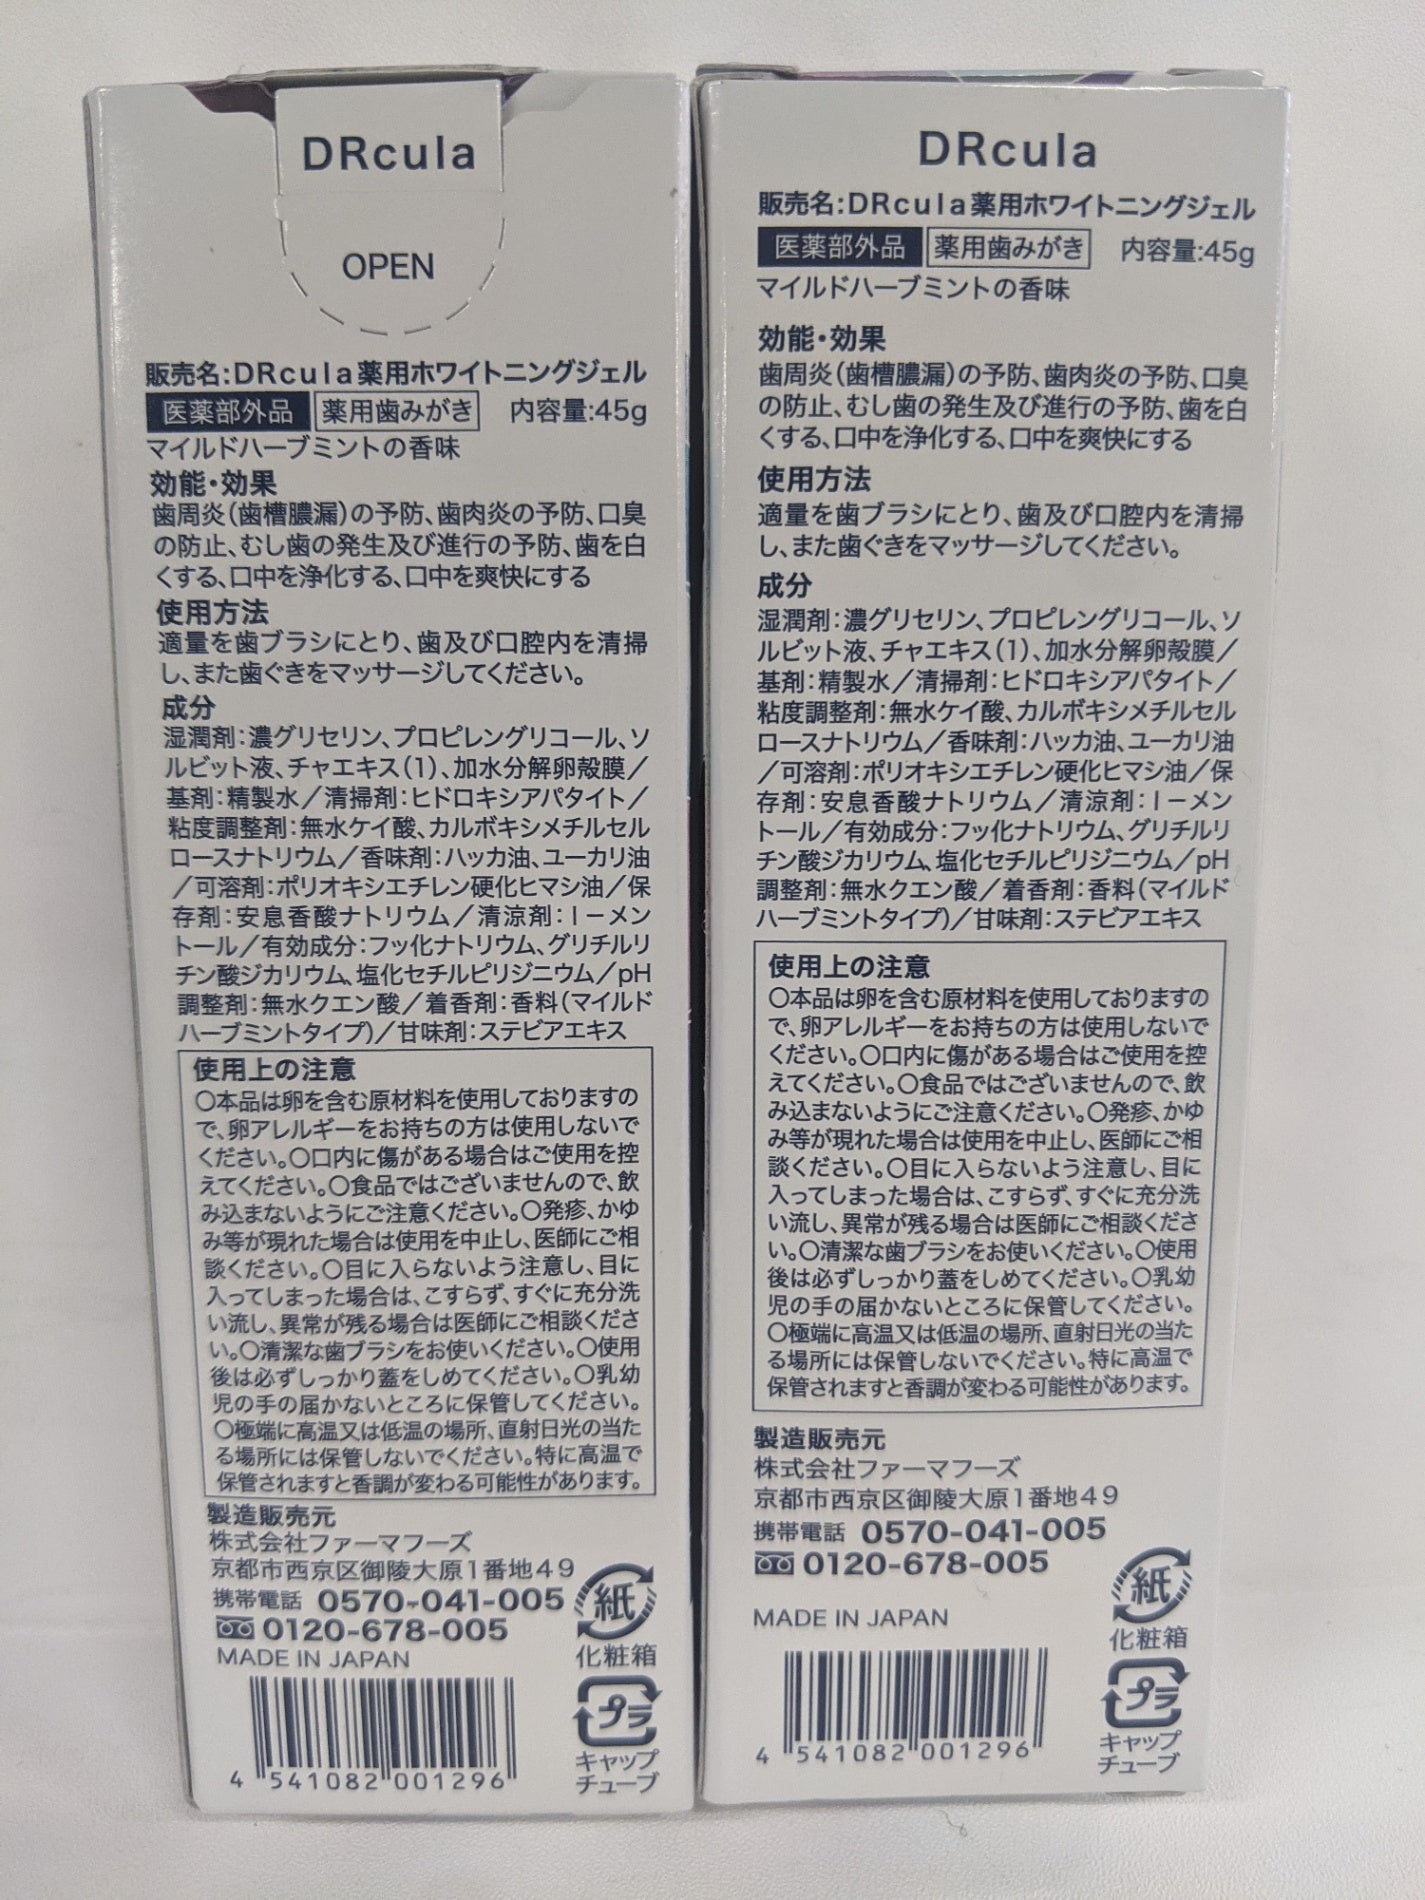 DRcula
OPEN
販売名:DRcula薬用ホワイトニングジェル
医薬部外品 薬用歯みがき 内容量:45g
マイルドハーブミントの香味
効能・効果
歯周炎(歯槽膿漏)の予防、歯肉炎の予防、口臭
の防止、むし歯の発生及び進行の予防、歯を白
くする、口中を浄化する、口中を爽快にする
使用方法
適量を歯ブラシにとり、歯及び口腔内を清掃
し、また歯ぐきをマッサージしてください。
成分
湿潤剤:濃グリセリン、プロピレングリコール、ソ
ルビット液、チャエキス(1)、加水分解卵殻膜/
基剤:精製水/清掃剤:ヒドロキシアパタイト/
粘度調整剤:無水ケイ酸、カルボキシメチルセル
ロースナトリウム/香味剤:ハッカ油、ユーカリ油
/可溶剤:ポリオキシエチレン硬化ヒマシ油/保
存剤:安息香酸ナトリウム/清涼剤:l-メン
トール/有効成分:フッ化ナトリウム、グリチルリ
チン酸ジカリウム、塩化セチルピリジニウム/pH
調整剤:無水クエン酸/着香剤:香料(マイルド
ハーブミントタイプ)/甘味剤:ステビアエキス
使用上の注意
〇本品は卵を含む原材料を使用しておりますの
で、卵アレルギーをお持ちの方は使用しないで
ください。〇口内に傷がある場合はご使用を控
えてください。〇食品ではございませんので、飲
み込まないようにご注意ください。〇発疹、かゆ
み等が現れた場合は使用を中止し、医師にご相
談ください。〇目に入らないよう注意し、目に
入ってしまった場合は、こすらず、すぐに充分洗
い流し、異常が残る場合は医師にご相談くださ
い。〇清潔な歯ブラシをお使いください。〇使用
後は必ずしっかり蓋をしめてください。〇乳幼
児の手の届かないところに保管してください。
〇極端に高温又は低温の場所、直射日光の当た
る場所には保管しないでください。特に高温で
保管されますと香調が変わる可能性があります。
製造販売元
株式会社ファーマフーズ
京都市西京区御陵大原1番地49
携帯電話 0570-041-005
0120-678-005
MADE IN JAPAN
紙
化粧箱
プラ
キャップ
チューブ
4 541082 001296
DRcula
販売名:DRcula薬用ホワイトニングジェル
医薬部外品 薬用歯みがき 内容量:45g
マイルドハーブミントの香味
効能・効果
歯周炎(歯槽膿漏)の予防、歯肉炎の予防、口臭
の防止、むし歯の発生及び進行の予防、歯を白
くする、口中を浄化する、口中を爽快にする
使用方法
適量を歯ブラシにとり、歯及び口腔内を清掃
し、また歯ぐきをマッサージしてください。
成分
湿潤剤:濃グリセリン、プロピレングリコール、ソ
ルビット液、チャエキス(1)、加水分解卵殻膜/
基剤:精製水/清掃剤:ヒドロキシアパタイト/
粘度調整剤:無水ケイ酸、カルボキシメチルセル
ロースナトリウム/香味剤:ハッカ油、ユーカリ油
/可溶剤:ポリオキシエチレン硬化ヒマシ油/保
存剤:安息香酸ナトリウム/清涼剤:l-メン
トール/有効成分:フッ化ナトリウム、グリチルリ
チン酸ジカリウム、塩化セチルピリジニウム/pH
調整剤:無水クエン酸/着香剤:香料(マイルド
ハーブミントタイプ)/甘味剤:ステビアエキス
使用上の注意
〇本品は卵を含む原材料を使用しておりますの
で、卵アレルギーをお持ちの方は使用しないで
ください。〇口内に傷がある場合はご使用を控
えてください。〇食品ではございませんので、飲
み込まないようにご注意ください。〇発疹、かゆ
み等が現れた場合は使用を中止し、医師にご相
談ください。〇目に入らないよう注意し、目に
入ってしまった場合は、こすらず、すぐに充分洗
い流し、異常が残る場合は医師にご相談くださ
い。〇清潔な歯ブラシをお使いください。〇使用
後は必ずしっかり蓋をしめてください。〇乳幼
児の手の届かないところに保管してください。
〇極端に高温又は低温の場所、直射日光の当た
る場所には保管しないでください。特に高温で
保管されますと香調が変わる可能性があります。
製造販売元
株式会社ファーマフーズ
京都市西京区御陵大原1番地49
携帯電話 0570-041-005
0120-678-005
MADE IN JAPAN
紙
化粧箱
プラ
キャップ
チューブ
4 541082 001296